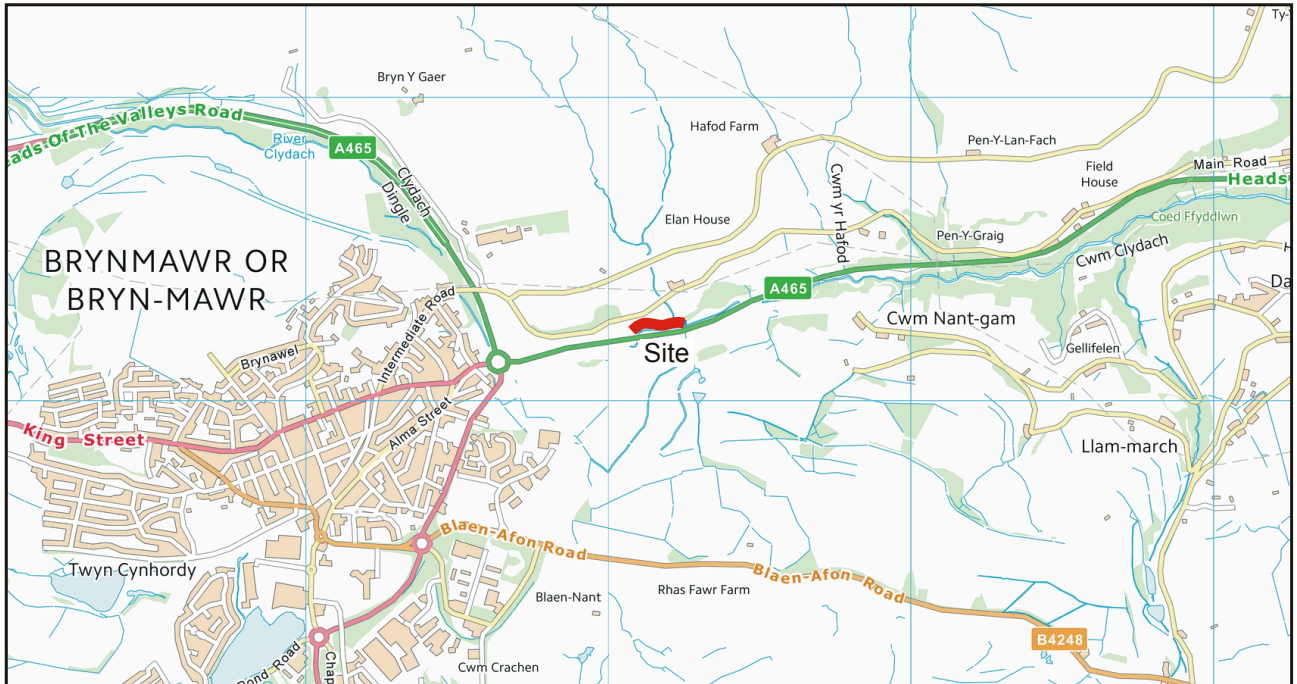 Ty-
Bryn Y Gaer
eads-Of-The-Valleys-Road
River
Clydach
A465
Clydach
Dingle
Hafod Farm
Pen-Y-Lan-Fach
Field
House
Main Road
Heads
Coed Ffyddlwn
Cwm yr Hafod
Elan House
Pen-Y-Graig
Cwm Clydach
BRYNMAWR OR
BRYN-MAWR
A465
Da
Intermediate Road
Site
Cwm Nant-gam
Gellifelen
Brynawel
Alma Street
King Street
Llam-march
Blaen-Afon Road
Twyn Cynhordy
Blaen-Nant
Rhas Fawr Farm
Blaen-Afon-Road
B4248
Pond Road
Chap
Cwm Crachen